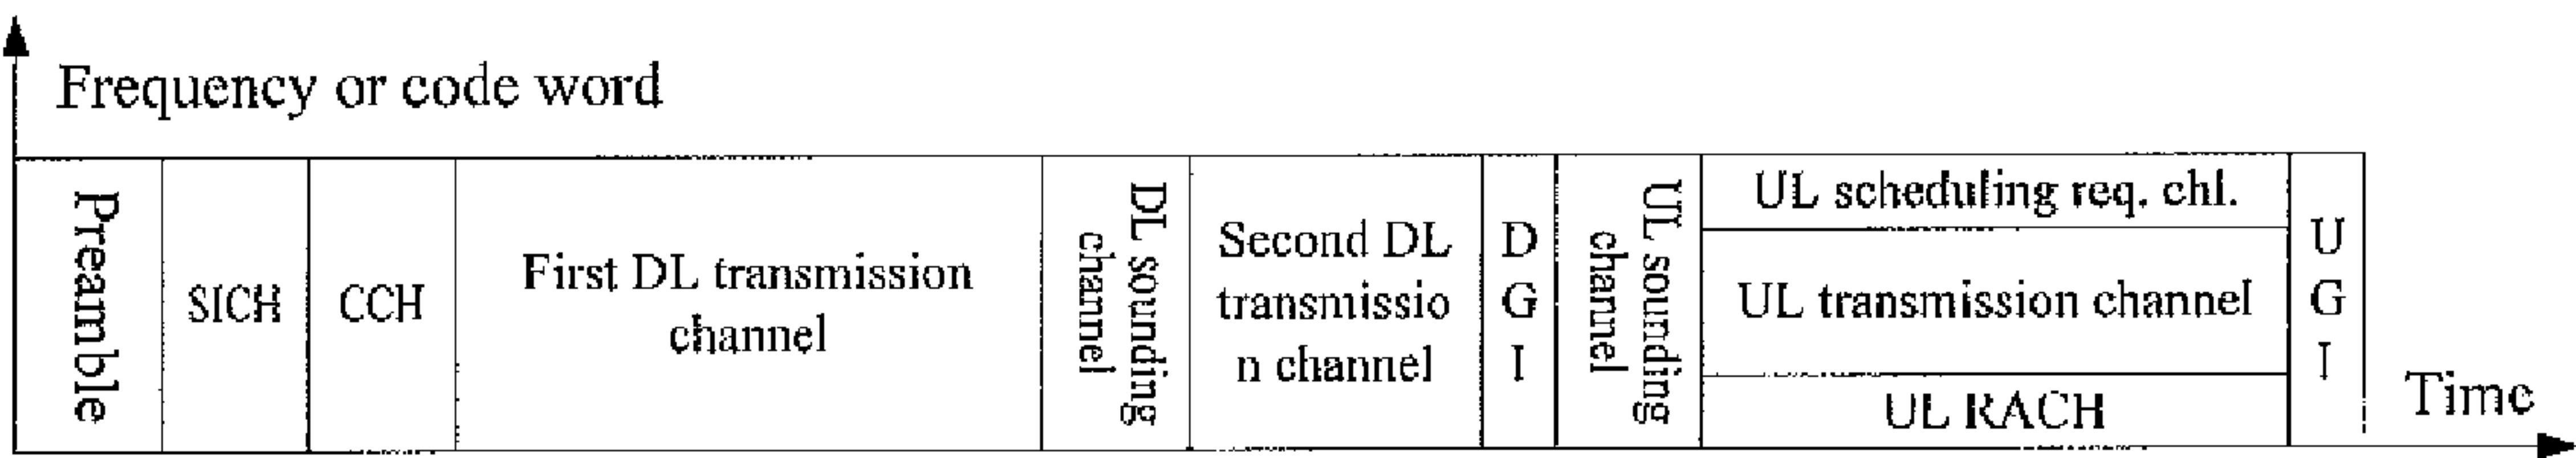 Frequency or code word
Preamble
SICH
CCH
First DL transmission
channel
DL sounding
channel
Second DL
transmissio
n channel
D
G
I
UL sounding
channel
UL scheduling req. chl.
UL transmission channel
UL RACH
U
G
I
Time